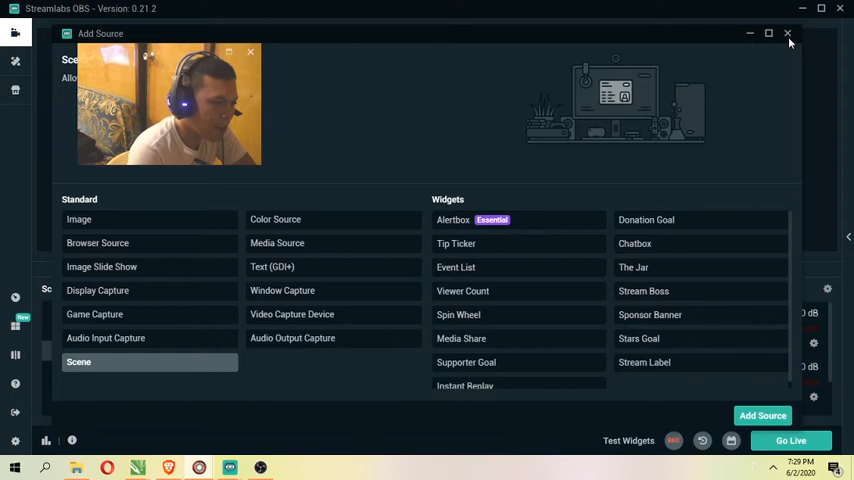 Streamlabs OBS - Version: 0.21.2
Add Source
Standard
Widgets
Image
Color Source
Alertbox Essential
Donation Goal
Browser Source
Media Source
Tip Ticker
Chatbox
Image Slide Show
Text (GDI+)
Event List
The Jar
Display Capture
Window Capture
Viewer Count
Stream Boss
Game Capture
Video Capture Device
Spin Wheel
Sponsor Banner
Audio Input Capture
Audio Output Capture
Media Share
Stars Goal
Scene
Supporter Goal
Stream Label
Instant Replay
New
Add Source
Test Widgets
REC
Go Live
7:29 PM
6/2/2020
4